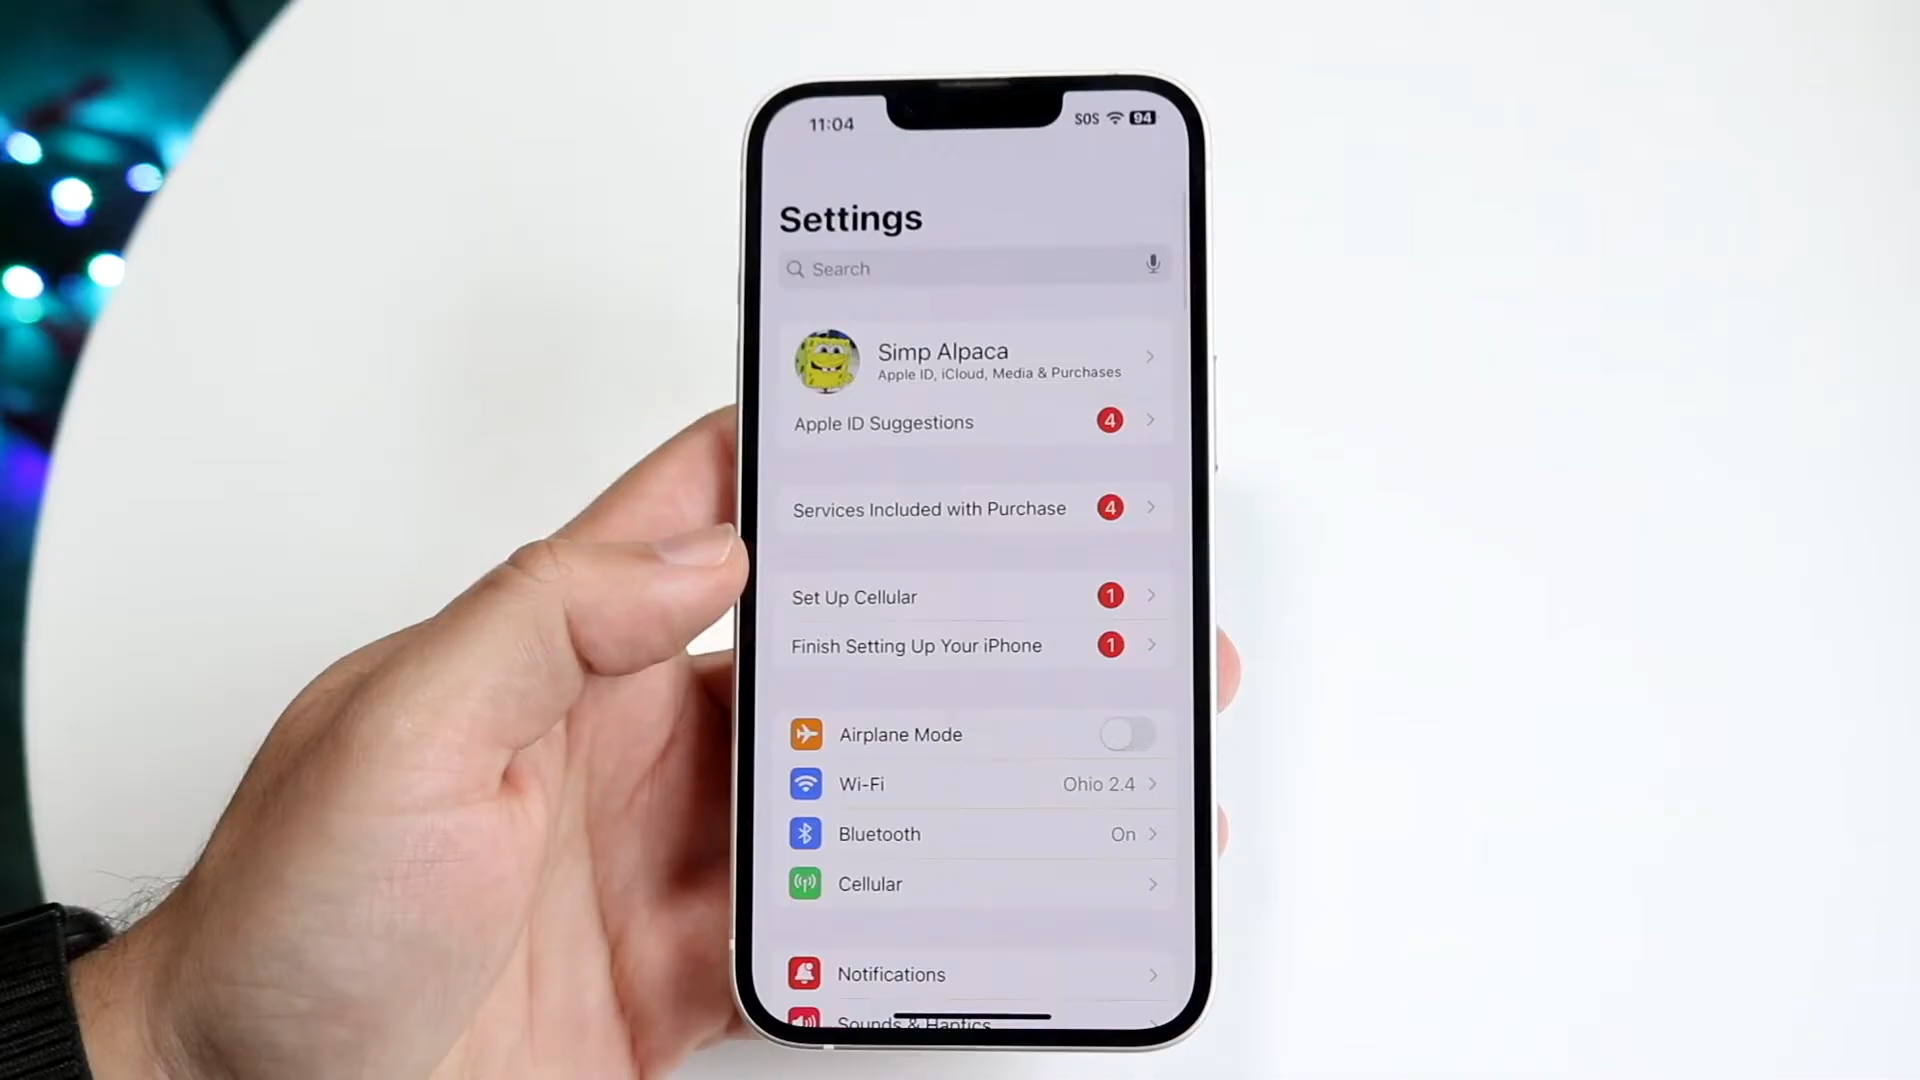 11:04
SOS 94
Settings
Search
Simp Alpaca
Apple ID, iCloud, Media & Purchases
Apple ID Suggestions 4
Services Included with Purchase 4
Set Up Cellular 1
Finish Setting Up Your iPhone 1
Airplane Mode
Wi-Fi Ohio 2.4
Bluetooth On
Cellular
Notifications
Sounds & Haptics